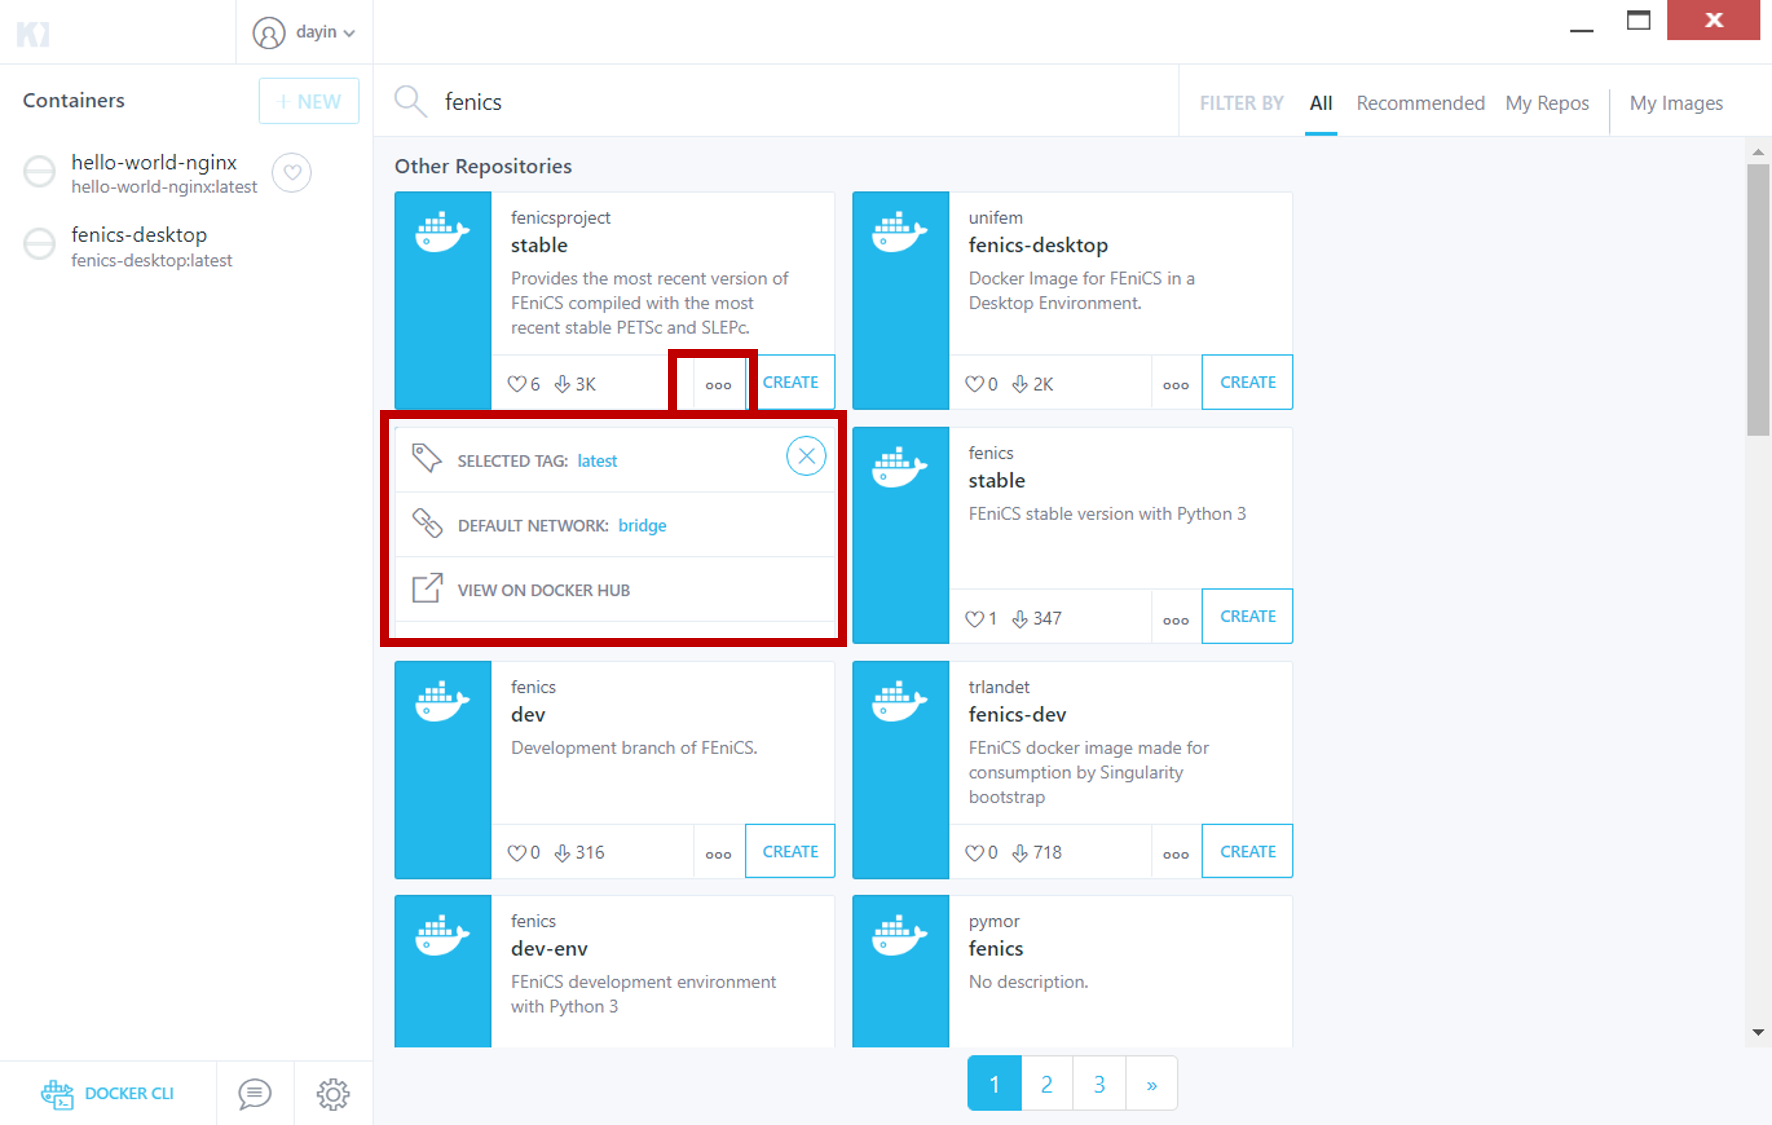 dayin
Containers
+ NEW
fenics
FILTER BY
All
Recommended
My Repos
My Images
hello-world-nginx
hello-world-nginx:latest
fenics-desktop
fenics-desktop:latest
Other Repositories
fenicsproject
stable
Provides the most recent version of
FEniCS compiled with the most
recent stable PETSc and SLEPc.
6
3K
CREATE
unifem
fenics-desktop
Docker Image for FEniCS in a
Desktop Environment.
0
2K
CREATE
SELECTED TAG: latest
DEFAULT NETWORK: bridge
VIEW ON DOCKER HUB
fenics
stable
FEniCS stable version with Python 3
1
347
CREATE
fenics
dev
Development branch of FEniCS.
0
316
CREATE
trlandet
fenics-dev
FEniCS docker image made for
consumption by Singularity
bootstrap
0
718
CREATE
fenics
dev-env
FEniCS development environment
with Python 3
pymor
fenics
No description.
DOCKER CLI
1
2
3
»